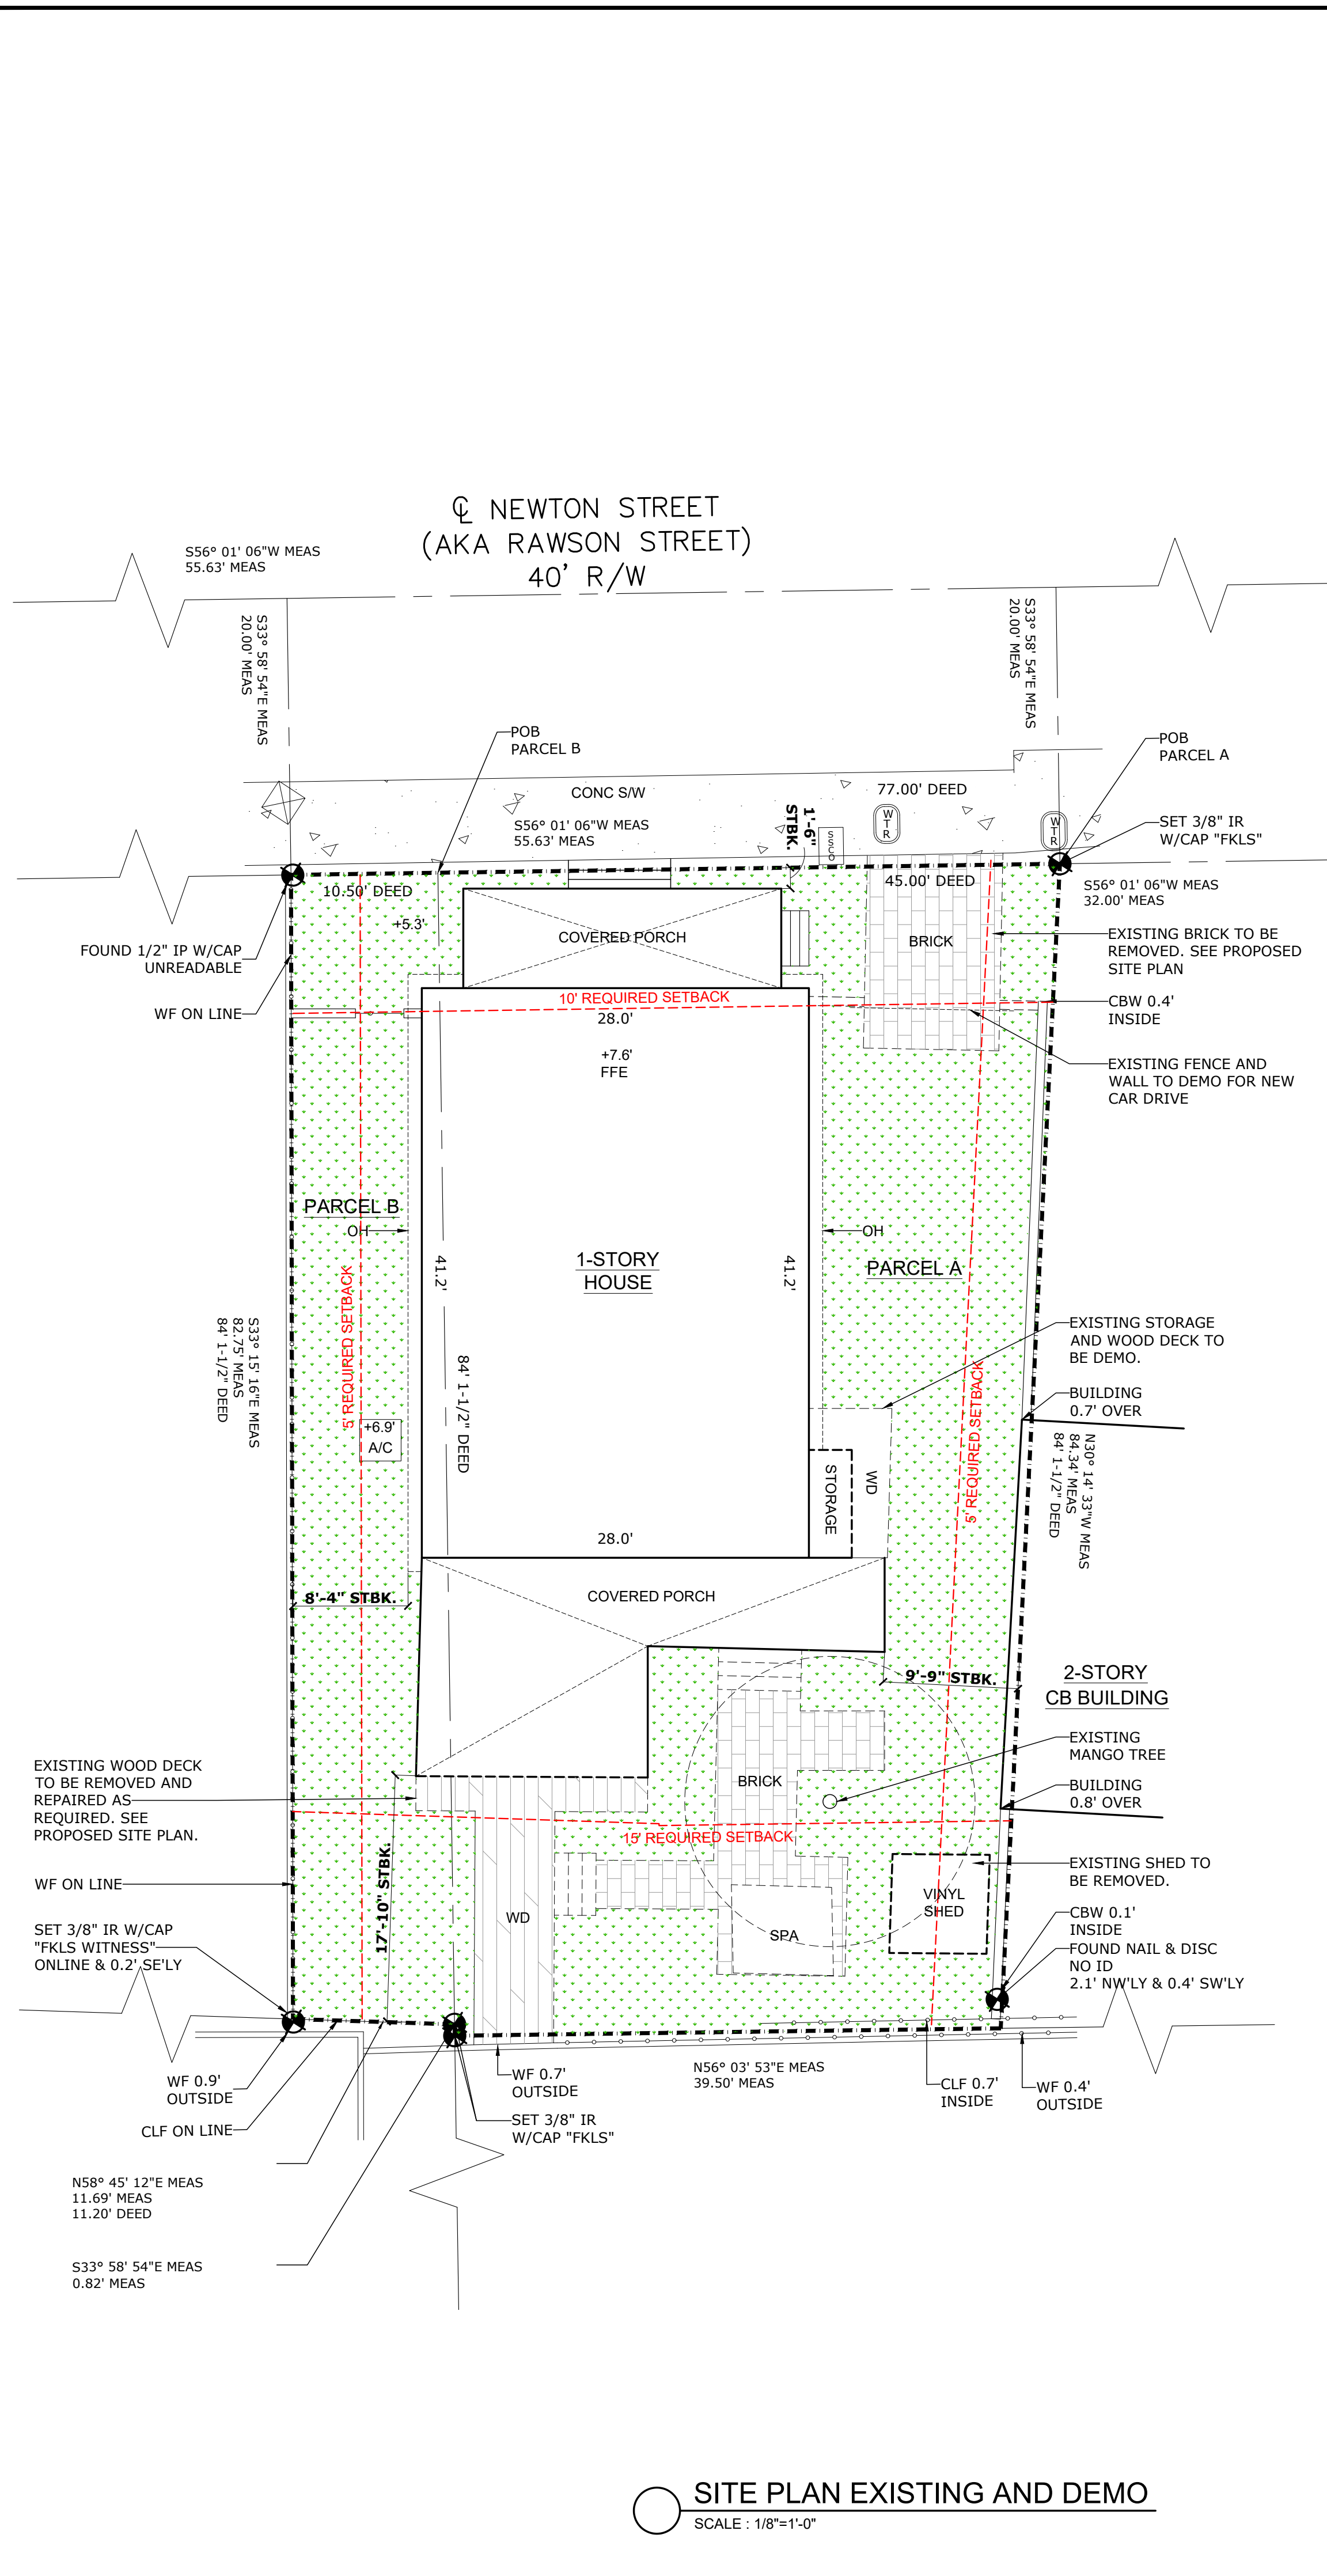 ℄ NEWTON STREET
(AKA RAWSON STREET)
40' R/W
S56° 01' 06"W MEAS
55.63' MEAS
S33° 58' 54"E MEAS
20.00' MEAS
S33° 58' 54"E MEAS
20.00' MEAS
POB
PARCEL B
POB
PARCEL A
CONC S/W
77.00' DEED
S56° 01' 06"W MEAS
55.63' MEAS
1'-6"
STBK.
SSCO
WTR
WTR
SET 3/8" IR
W/CAP "FKLS"
10.50' DEED
45.00' DEED
S56° 01' 06"W MEAS
32.00' MEAS
+5.3'
COVERED PORCH
BRICK
FOUND 1/2" IP W/CAP
UNREADABLE
EXISTING BRICK TO BE
REMOVED. SEE PROPOSED
SITE PLAN
WF ON LINE
10' REQUIRED SETBACK
28.0'
CBW 0.4'
INSIDE
+7.6'
FFE
EXISTING FENCE AND
WALL TO DEMO FOR NEW
CAR DRIVE
PARCEL B
OH
OH
1-STORY
HOUSE
41.2'
41.2'
PARCEL A
S33° 15' 16"E MEAS
82.75' MEAS
84' 1-1/2" DEED
5' REQUIRED SETBACK
84' 1-1/2" DEED
EXISTING STORAGE
AND WOOD DECK TO
BE DEMO.
5' REQUIRED SETBACK
BUILDING
0.7' OVER
+6.9'
A/C
N30° 14' 33"W MEAS
84.34' MEAS
84' 1-1/2" DEED
STORAGE
WD
28.0'
8'-4" STBK.
COVERED PORCH
9'-9" STBK.
2-STORY
CB BUILDING
EXISTING
MANGO TREE
EXISTING WOOD DECK
TO BE REMOVED AND
REPAIRED AS
REQUIRED. SEE
PROPOSED SITE PLAN.
BRICK
BUILDING
0.8' OVER
15' REQUIRED SETBACK
17'-10" STBK.
WF ON LINE
EXISTING SHED TO
BE REMOVED.
VINYL
SHED
WD
SPA
CBW 0.1'
INSIDE
SET 3/8" IR W/CAP
"FKLS WITNESS"
ONLINE & 0.2' SE'LY
FOUND NAIL & DISC
NO ID
2.1' NW'LY & 0.4' SW'LY
WF 0.9'
OUTSIDE
WF 0.7'
OUTSIDE
N56° 03' 53"E MEAS
39.50' MEAS
CLF 0.7'
INSIDE
WF 0.4'
OUTSIDE
CLF ON LINE
SET 3/8" IR
W/CAP "FKLS"
N58° 45' 12"E MEAS
11.69' MEAS
11.20' DEED
S33° 58' 54"E MEAS
0.82' MEAS
SITE PLAN EXISTING AND DEMO
SCALE : 1/8"=1'-0"